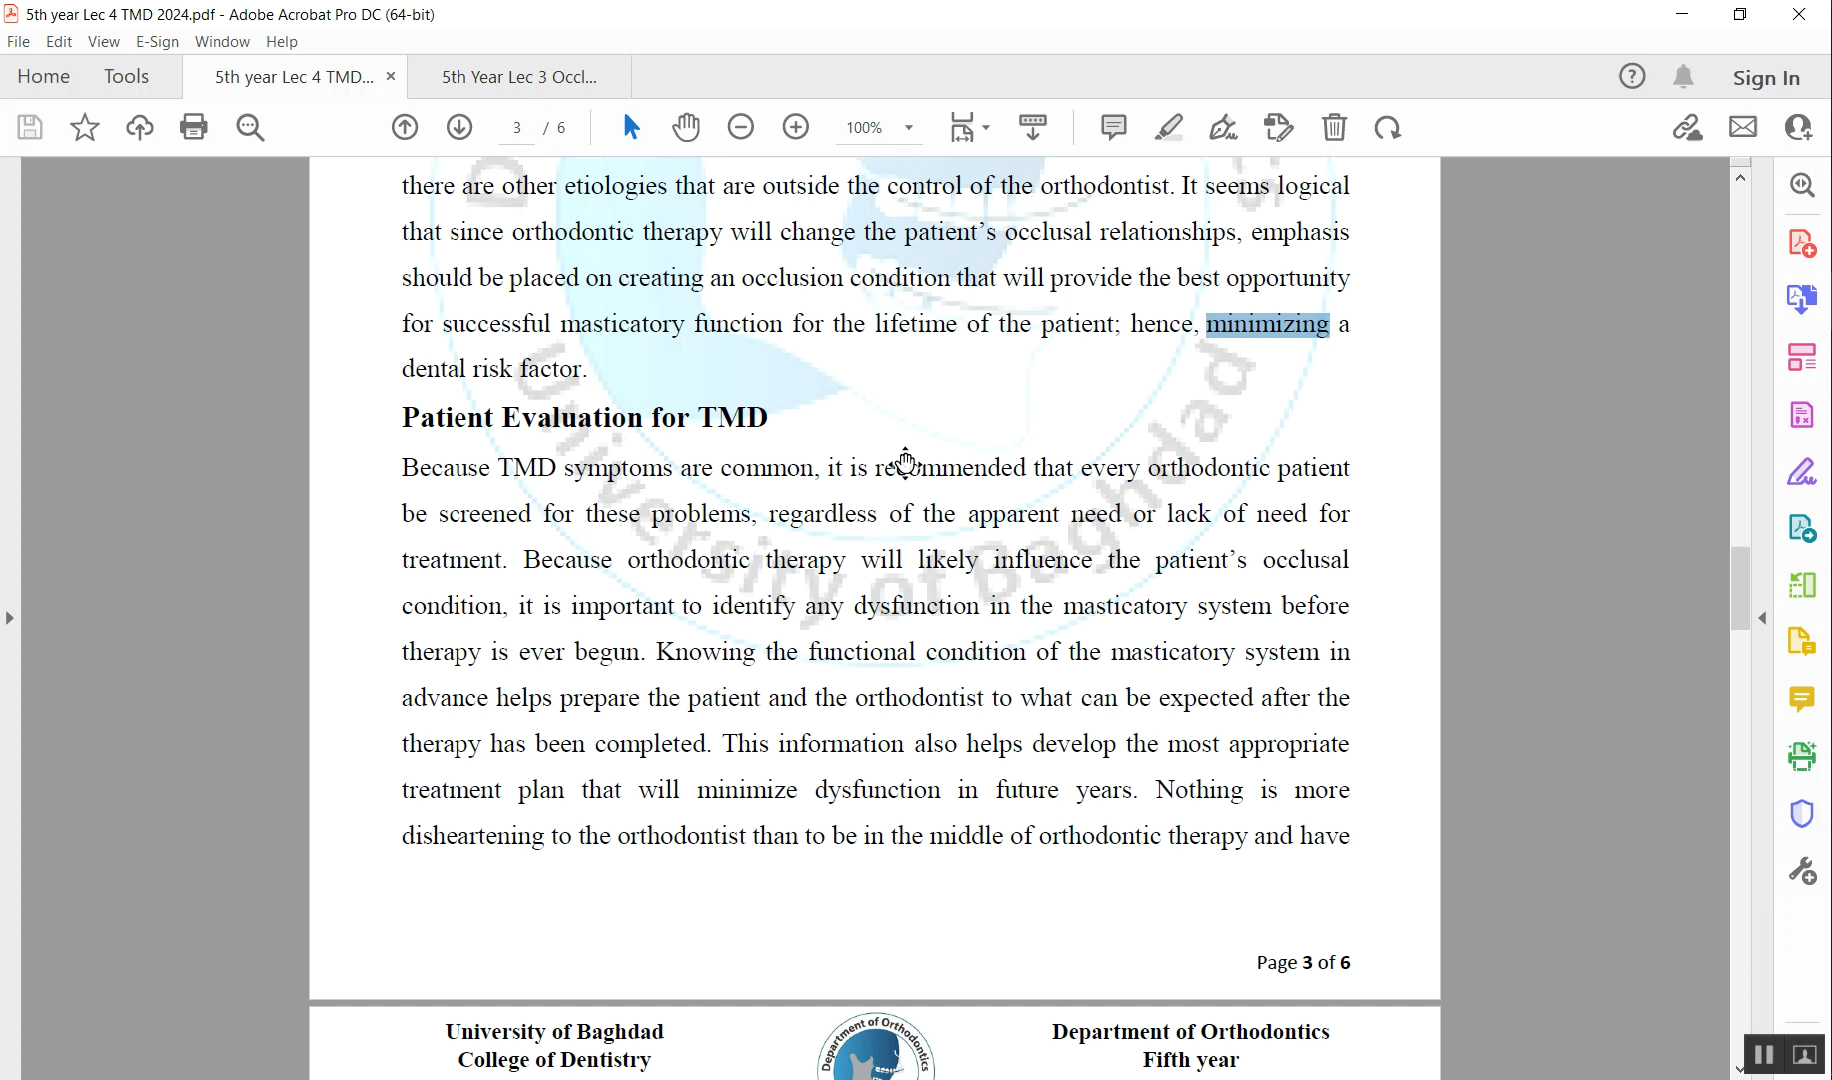 5th year Lec 4 TMD 2024.pdf - Adobe Acrobat Pro DC (64-bit)
File Edit View E-Sign Window Help
Home Tools 5th year Lec 4 TMD... × 5th Year Lec 3 Occl... Sign In
3 / 6 100%
there are other etiologies that are outside the control of the orthodontist. It seems logical
that since orthodontic therapy will change the patient’s occlusal relationships, emphasis
should be placed on creating an occlusion condition that will provide the best opportunity
for successful masticatory function for the lifetime of the patient; hence, minimizing a
dental risk factor.
Patient Evaluation for TMD
Because TMD symptoms are common, it is recommended that every orthodontic patient
be screened for these problems, regardless of the apparent need or lack of need for
treatment. Because orthodontic therapy will likely influence the patient’s occlusal
condition, it is important to identify any dysfunction in the masticatory system before
therapy is ever begun. Knowing the functional condition of the masticatory system in
advance helps prepare the patient and the orthodontist to what can be expected after the
therapy has been completed. This information also helps develop the most appropriate
treatment plan that will minimize dysfunction in future years. Nothing is more
disheartening to the orthodontist than to be in the middle of orthodontic therapy and have
University of Baghdad
Page 3 of 6
University of Baghdad
College of Dentistry
Department of Orthodontics
Department of Orthodontics
Fifth year